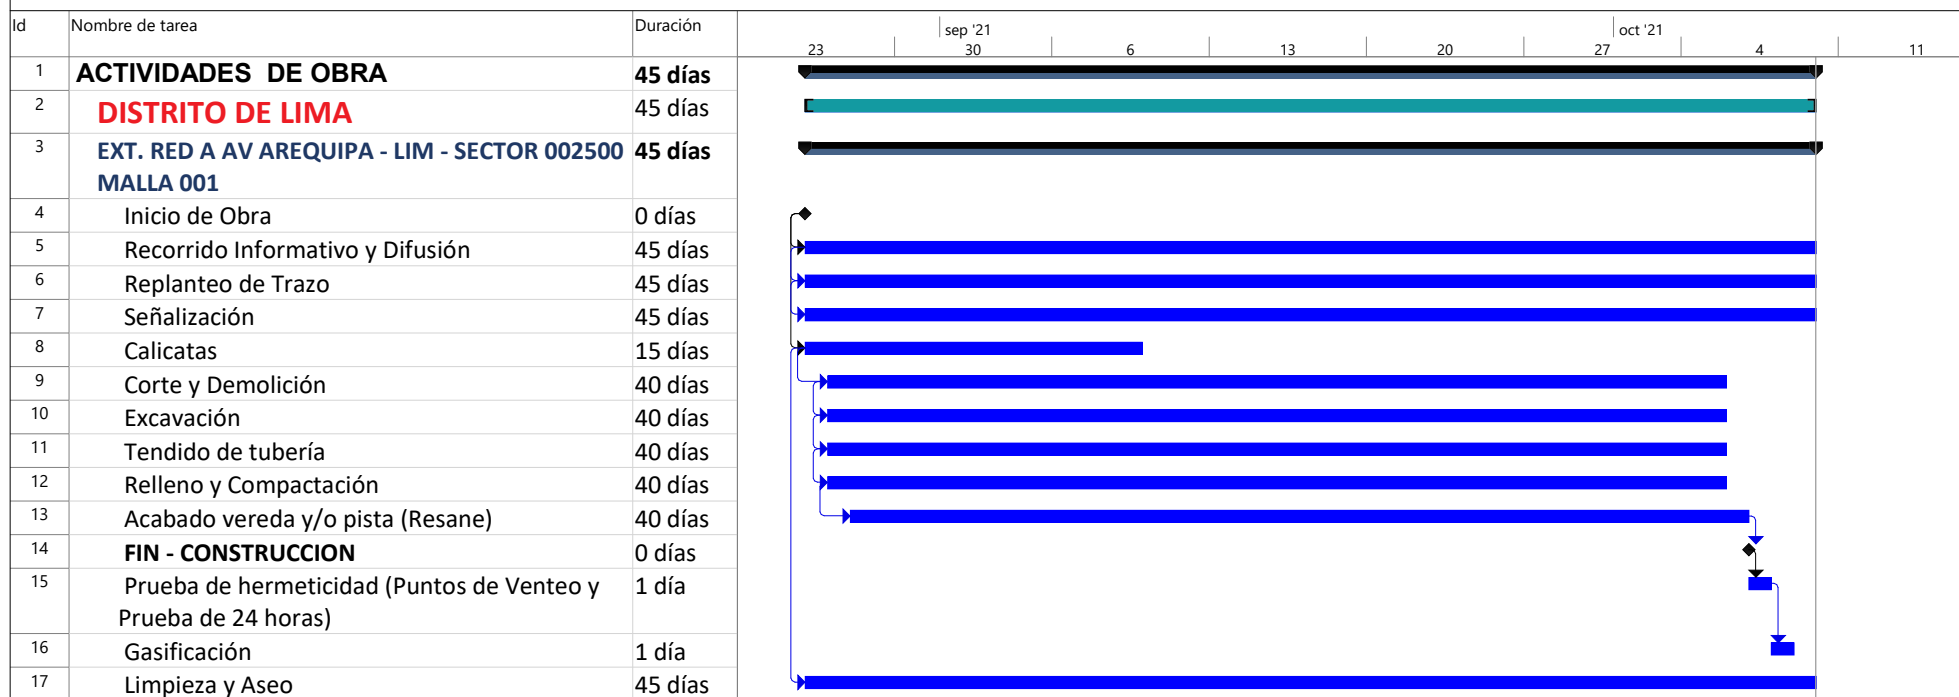 Id Nombre de tarea Duración sep '21 oct '21
23 30 6 13 20 27 4 11
1 ACTIVIDADES DE OBRA 45 días
2 DISTRITO DE LIMA 45 días
3 EXT. RED A AV AREQUIPA - LIM - SECTOR 002500 45 días
MALLA 001
4 Inicio de Obra 0 días
5 Recorrido Informativo y Difusión 45 días
6 Replanteo de Trazo 45 días
7 Señalización 45 días
8 Calicatas 15 días
9 Corte y Demolición 40 días
10 Excavación 40 días
11 Tendido de tubería 40 días
12 Relleno y Compactación 40 días
13 Acabado vereda y/o pista (Resane) 40 días
14 FIN - CONSTRUCCION 0 días
15 Prueba de hermeticidad (Puntos de Venteo y 1 día
Prueba de 24 horas)
16 Gasificación 1 día
17 Limpieza y Aseo 45 días